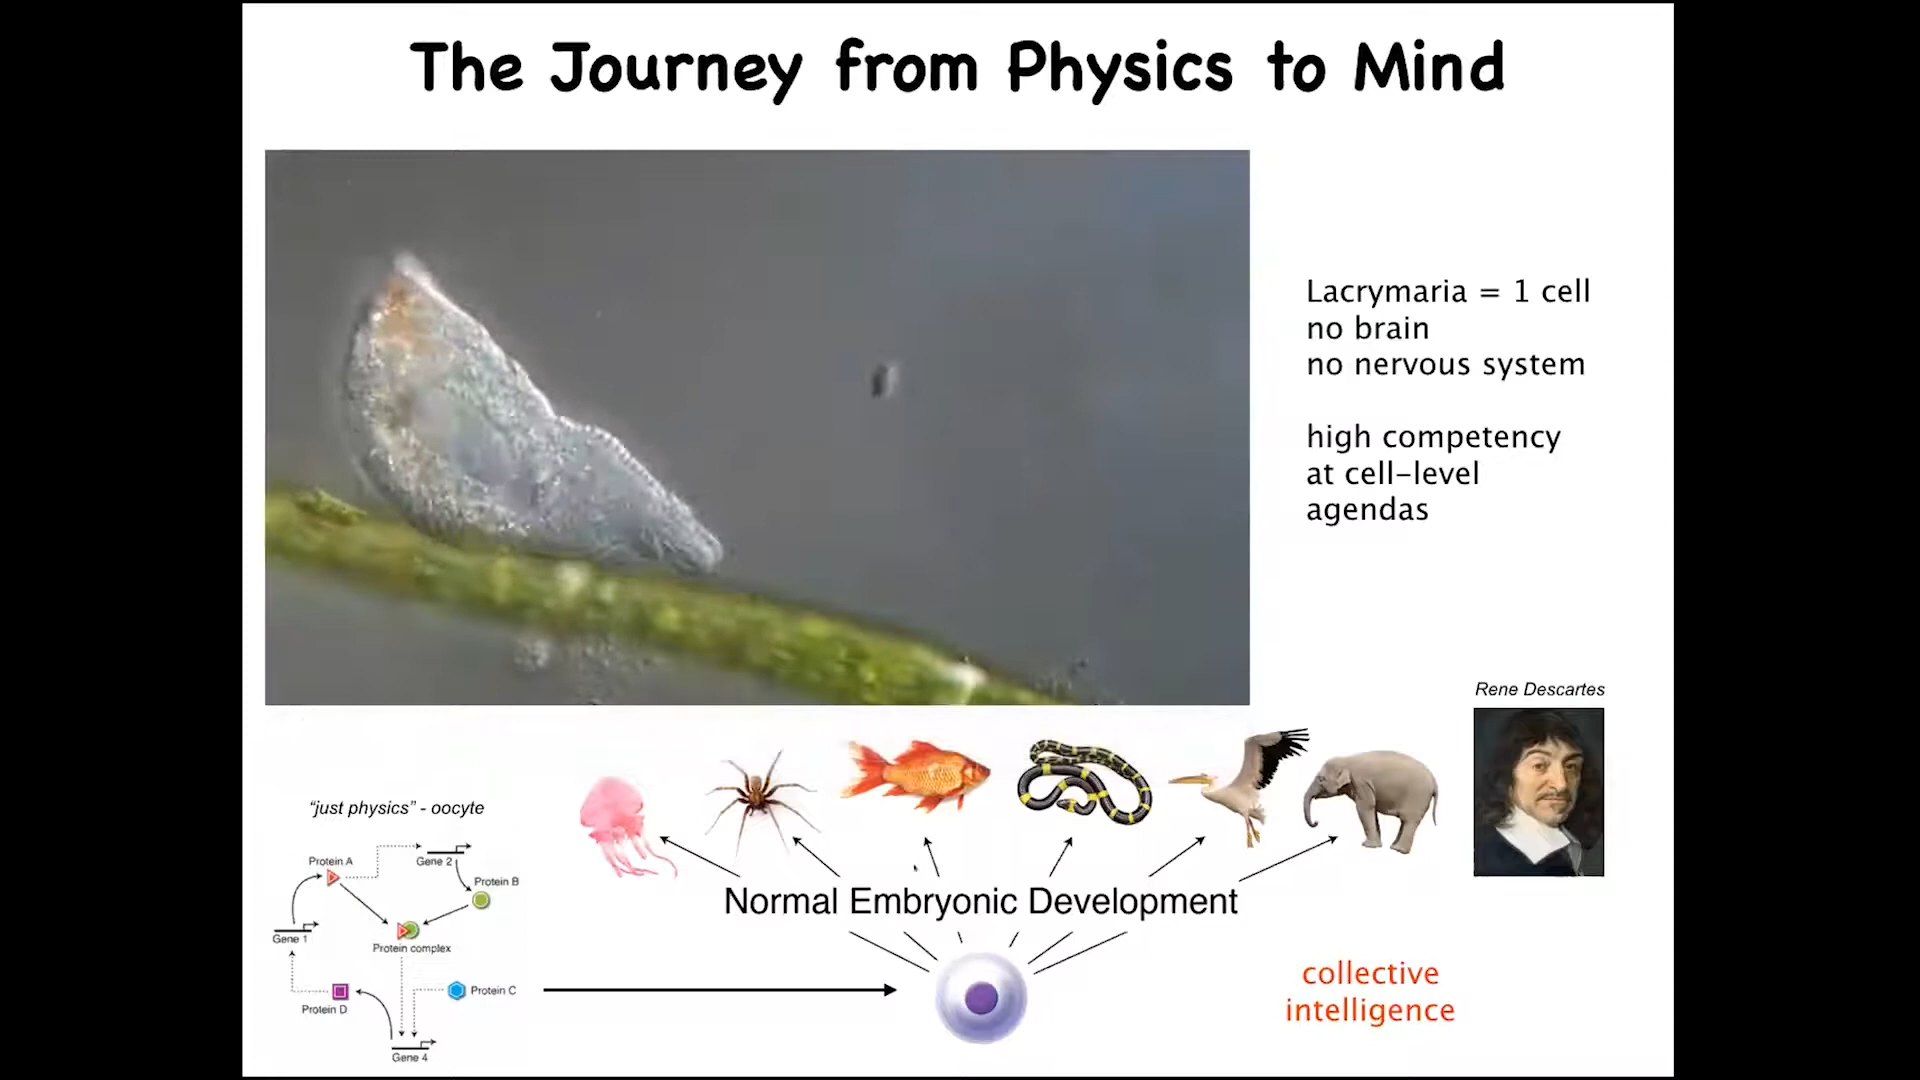 The Journey from Physics to Mind
Lacrymaria = 1 cell
no brain
no nervous system
high competency
at cell-level
agendas
Rene Descartes
"just physics" - oocyte
Protein A
Gene 2
Protein B
Gene 1
Protein complex
Protein C
Protein D
Gene 4
Normal Embryonic Development
collective
intelligence